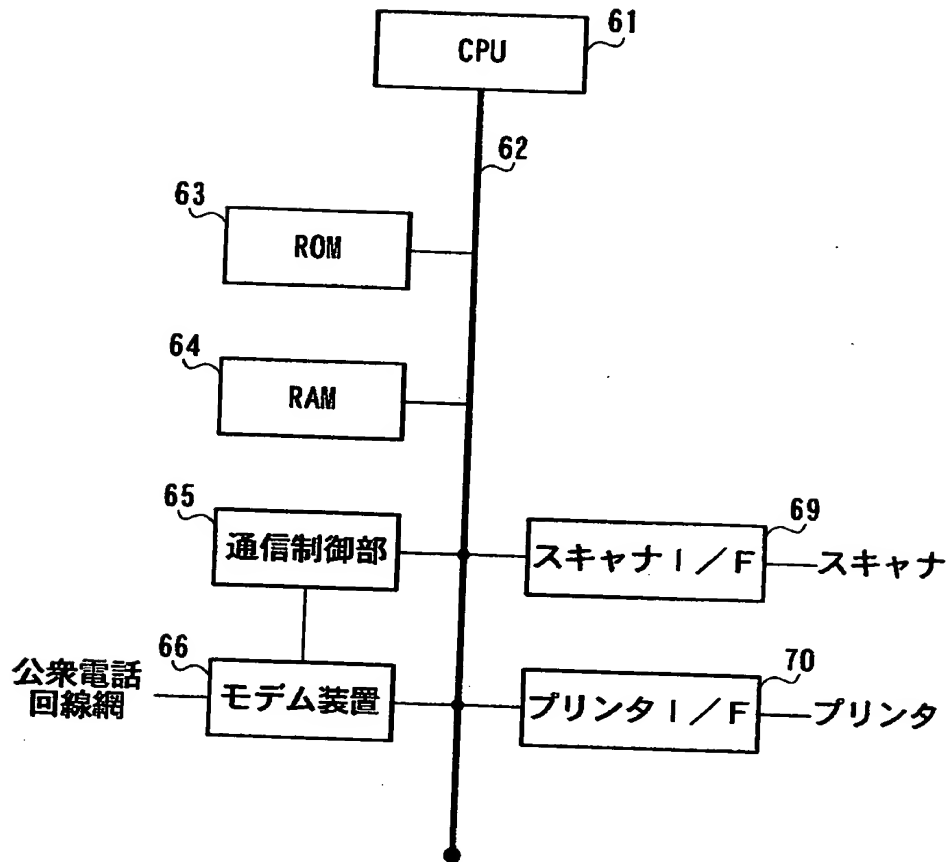 61
CPU
62
63
ROM
64
RAM
65
通信制御部
69
スキャナI/F
スキャナ
公衆電話
回線網
66
モデム装置
70
プリンタI/F
プリンタ